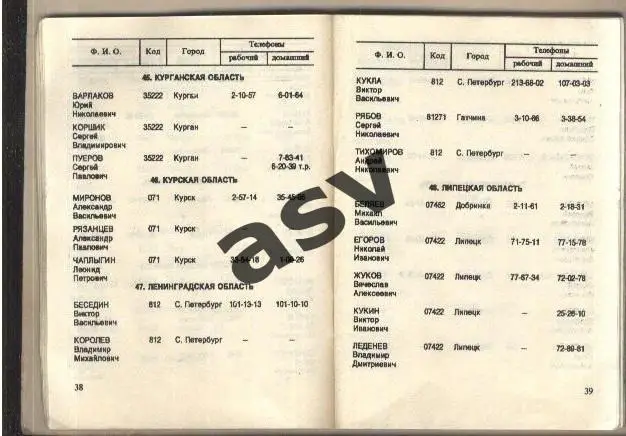 Ф. И. О. Код Город Телефоны
рабочий домашний
45. КУРГАНСКАЯ ОБЛАСТЬ
ВАРЛАКОВ 35222 Курган 2-10-57 6-01-64
Юрий
Николаевич
КОРШИК 35222 Курган – –
Сергей
Владимирович
ПУЕРОВ 35222 Курган – 7-63-41
Сергей 6-20-39 т.р.
Павлович
46. КУРСКАЯ ОБЛАСТЬ
МИРОНОВ 071 Курск 2-57-14
Александр
Васильевич
РЯЗАНЦЕВ 071 Курск
Александр
Павлович
ЧАПЛЫГИН 071 Курск
Леонид
Петрович
47. ЛЕНИНГРАДСКАЯ ОБЛАСТЬ
БЕСЕДИН 812 С. Петербург 101-13-13 101-10-10
Виктор
Васильевич
КОРОЛЕВ 812 С. Петербург – –
Владимир
Михайлович
38
Ф. И. О. Код Город Телефоны
рабочий домашний
КУКЛА 812 С. Петербург 213-68-02 107-03-03
Виктор
Васильевич
РЯБОВ 81271 Гатчина 3-10-86 3-38-54
Сергей
Николаевич
ТИХОМИРОВ 812 С. Петербург – –
Андрей
Николаевич
48. ЛИПЕЦКАЯ ОБЛАСТЬ
БЕЛЯЕВ 07462 Добринка 2-11-61 2-18-31
Михаил
Васильевич
ЕГОРОВ 07422 Липецк 71-75-11 77-15-78
Николай
Иванович
ЖУКОВ 07422 Липецк 77-67-34 72-02-78
Вячеслав
Алексеевич
КУКИН 07422 Липецк – 25-26-10
Виктор
Иванович
ЛЕДЕНЕВ 07422 Липецк – 72-89-61
Владимир
Дмитриевич
39
asv